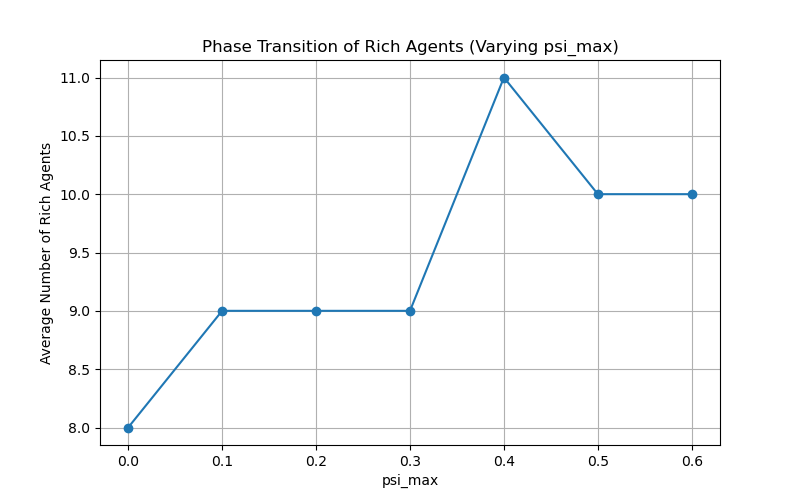 Phase Transition of Rich Agents (Varying psi_max)
Average Number of Rich Agents
11.0
10.5
10.0
9.5
9.0
8.5
8.0
0.0 0.1 0.2 0.3 0.4 0.5 0.6
psi_max